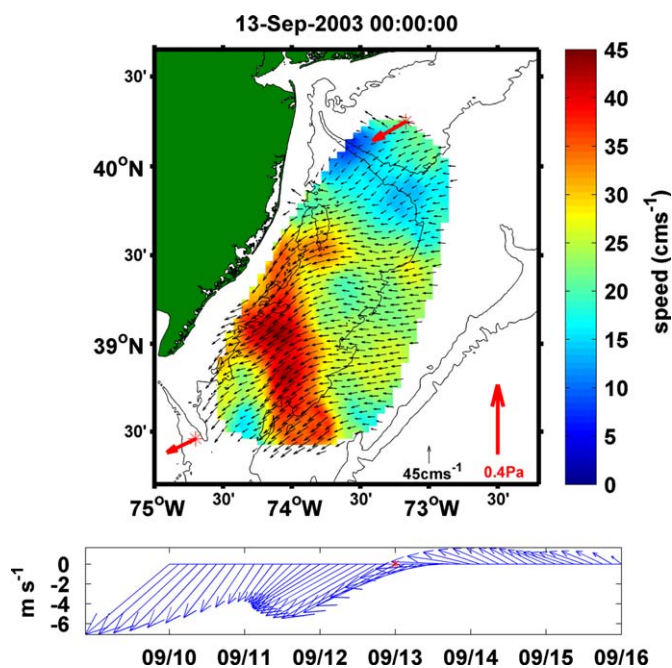 13-Sep-2003 00:00:00
30'
40°N
30'
39°N
30'
75°W 30' 74°W 30' 73°W 30'
45cms⁻¹
0.4Pa
45
40
35
30
25
20
15
10
5
0
speed (cms⁻¹)
0
-2
-4
-6
m s⁻¹
09/10 09/11 09/12 09/13 09/14 09/15 09/16